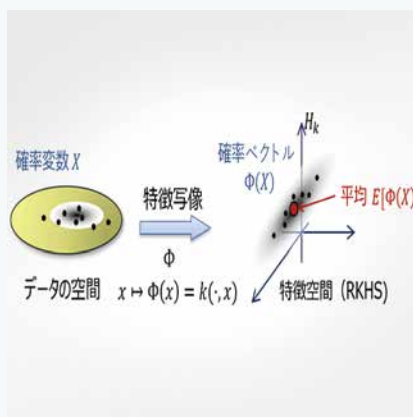 H_k
確率変数 X
確率ベクトル
Φ(X)
特徴写像
平均 E[Φ(X)
Φ
データの空間
x ↦ Φ(x) = k(·, x)
特徴空間（RKHS)